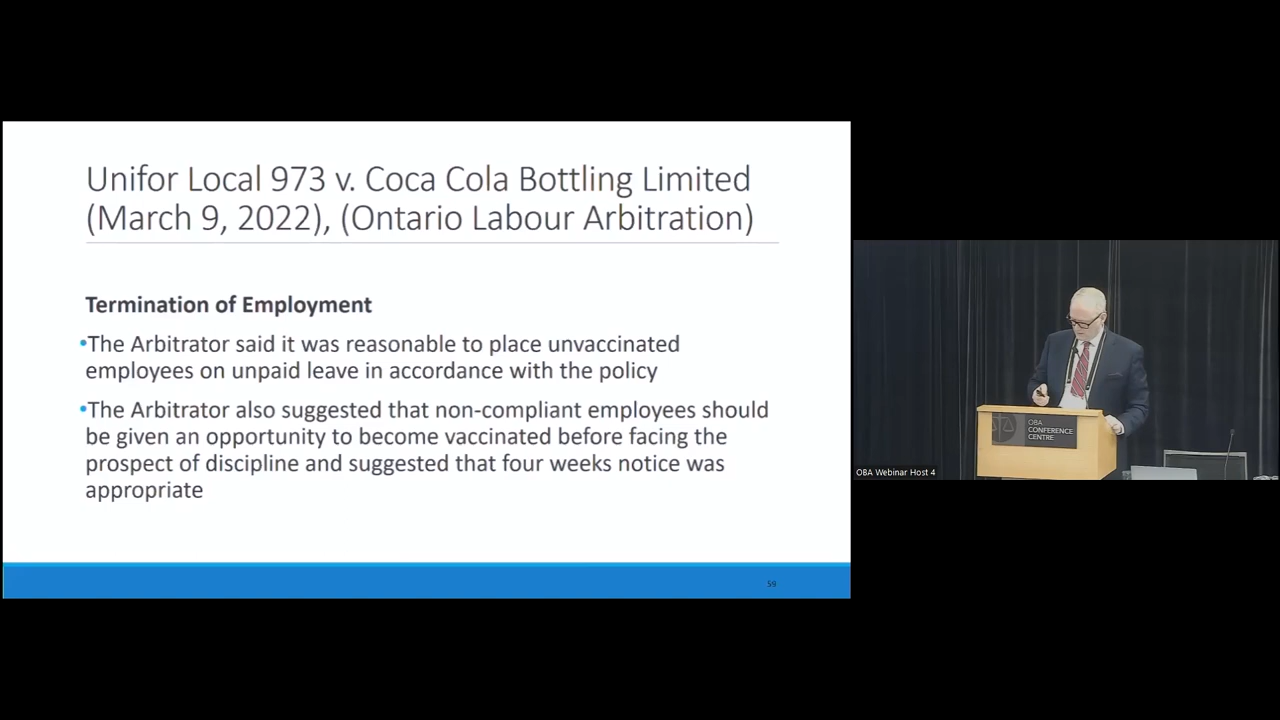 Unifor Local 973 v. Coca Cola Bottling Limited
(March 9, 2022), (Ontario Labour Arbitration)
Termination of Employment
•The Arbitrator said it was reasonable to place unvaccinated
employees on unpaid leave in accordance with the policy
•The Arbitrator also suggested that non-compliant employees should
be given an opportunity to become vaccinated before facing the
prospect of discipline and suggested that four weeks notice was
appropriate
59
OBA
CONFERENCE
CENTRE
OBA Webinar Host 4